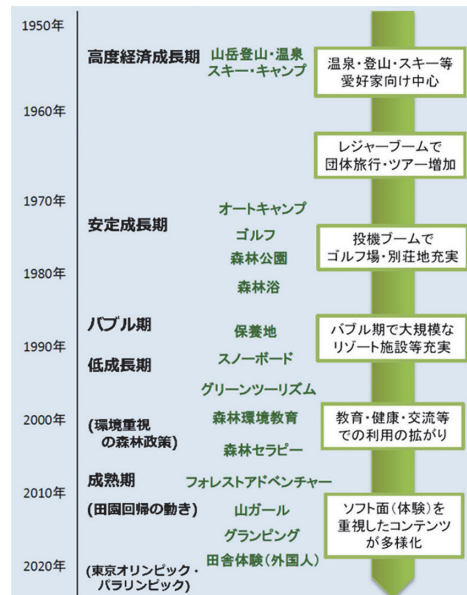 1950年
高度経済成長期
山岳登山・温泉
スキー・キャンプ
温泉・登山・スキー等
愛好家向け中心
1960年
レジャーブームで
団体旅行・ツアー増加
1970年
オートキャンプ
安定成長期
ゴルフ
森林公園
投機ブームで
ゴルフ場・別荘地充実
1980年
森林浴
バブル期
保養地
バブル期で大規模な
リゾート施設等充実
1990年
低成長期
スノーボード
グリーンツーリズム
2000年
(環境重視
の森林政策)
森林環境教育
教育・健康・交流等
での利用の拡がり
森林セラピー
成熟期
フォレストアドベンチャー
2010年
(田園回帰の動き)
山ガール
ソフト面(体験)を
重視したコンテンツ
が多様化
グランピング
2020年
田舎体験(外国人)
(東京オリンピック・
パラリンピック)